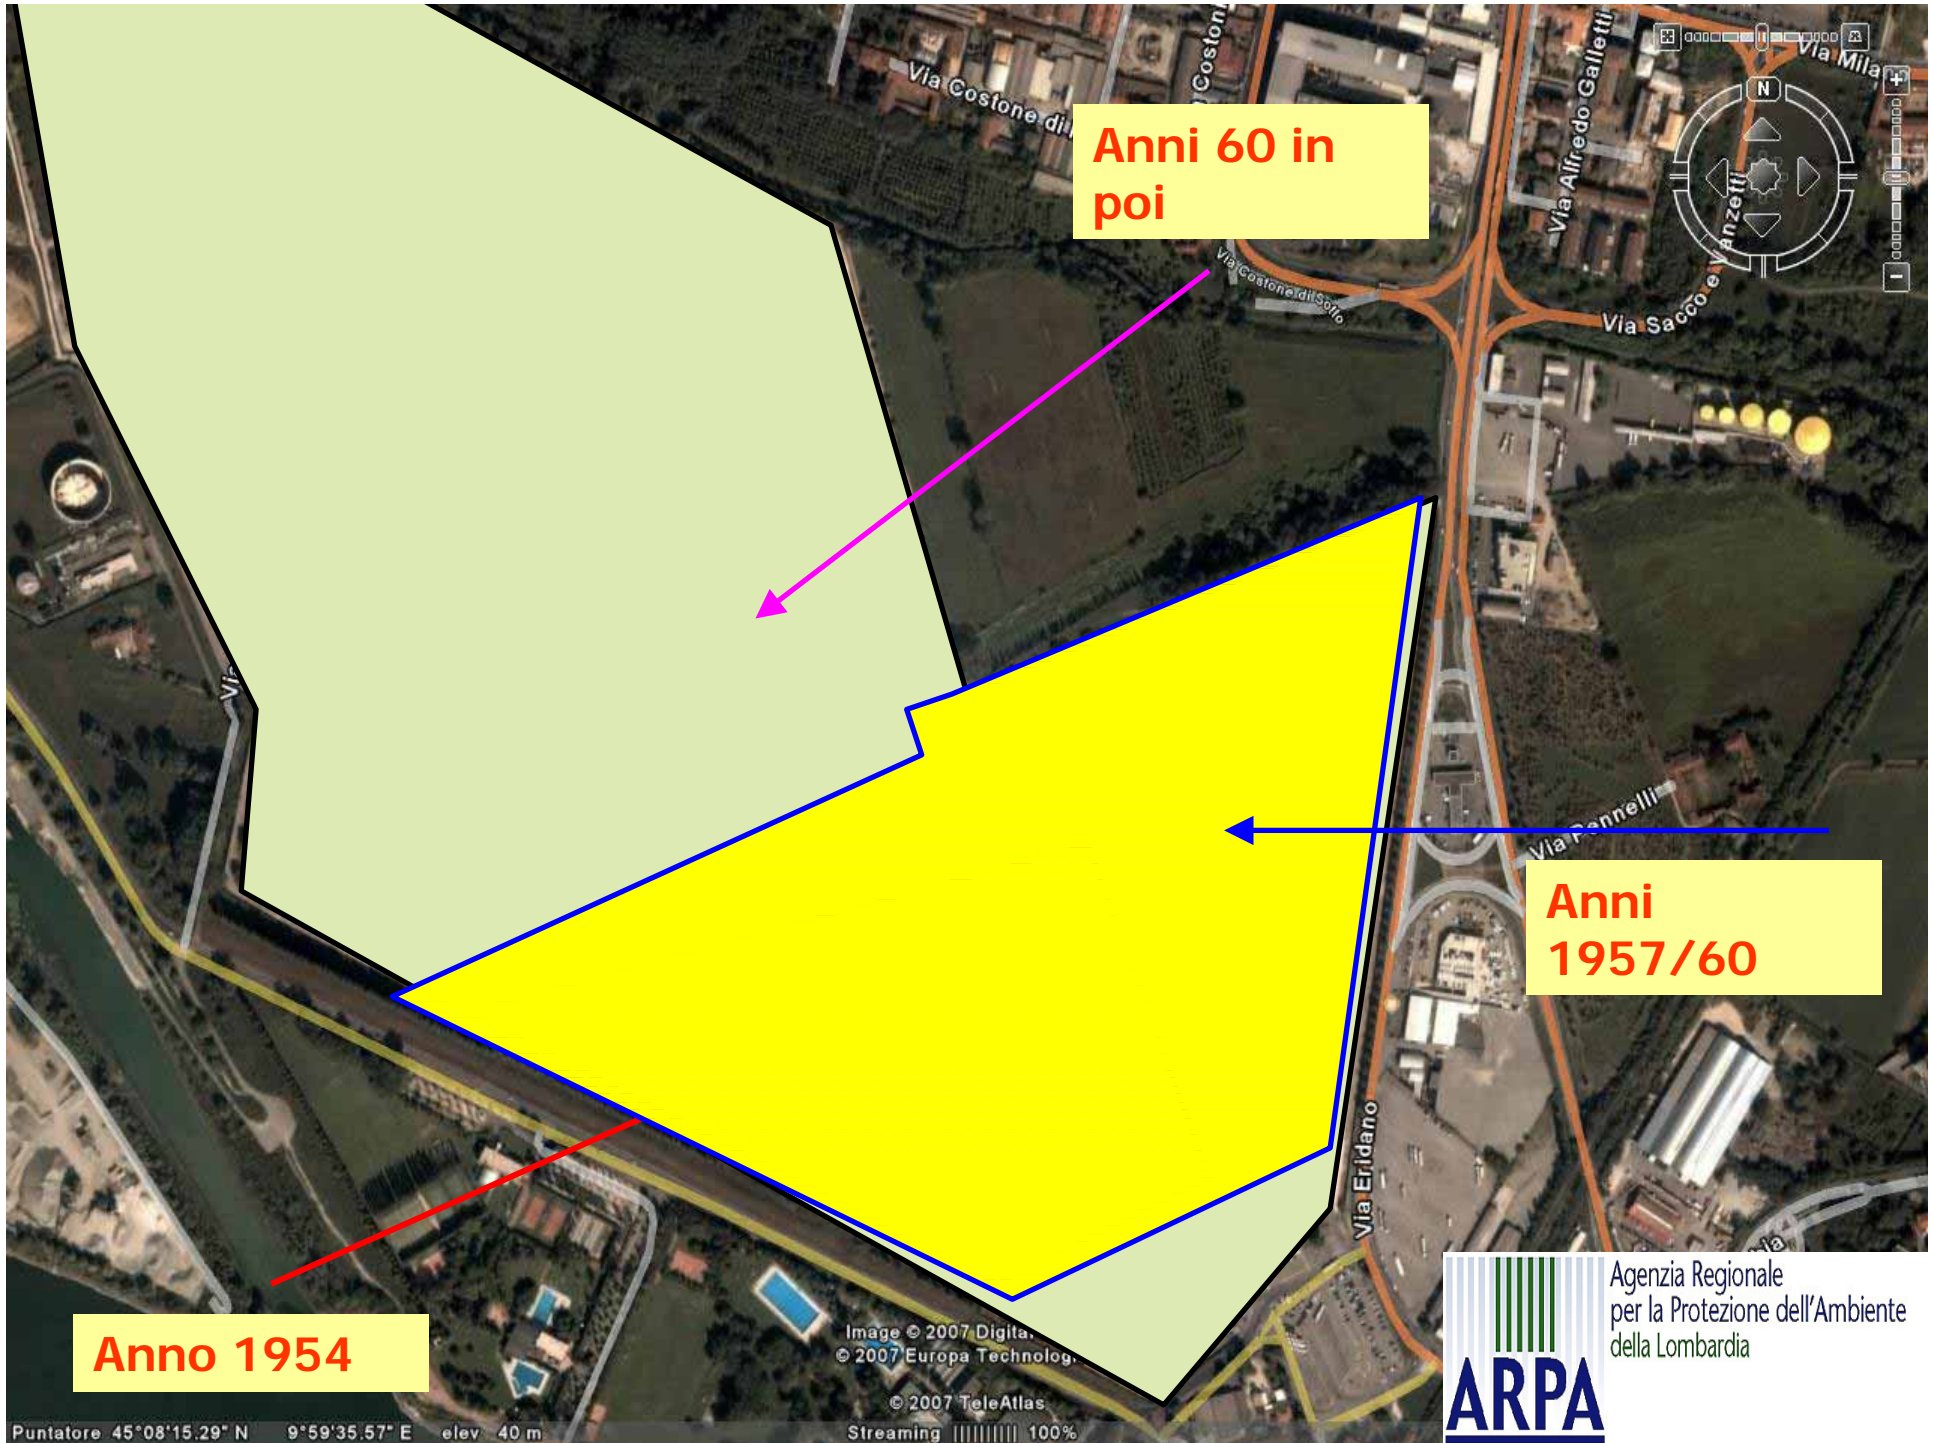 Via Costone di
Costoni
Via Alfredo Galletti
Via Mila
N
Anni 60 in
poi
Via Costone di Sotto
Via Sacco e Vanzetti
Via Pennelli
Anni
1957/60
Via Eridano
Anno 1954
Image © 2007 Digita
© 2007 Europa Technolog
© 2007 TeleAtlas
Puntatore 45°08'15.29" N 9°59'35.57" E elev 40 m
Streaming |||||||||| 100%
Agenzia Regionale
per la Protezione dell'Ambiente
della Lombardia
ARPA